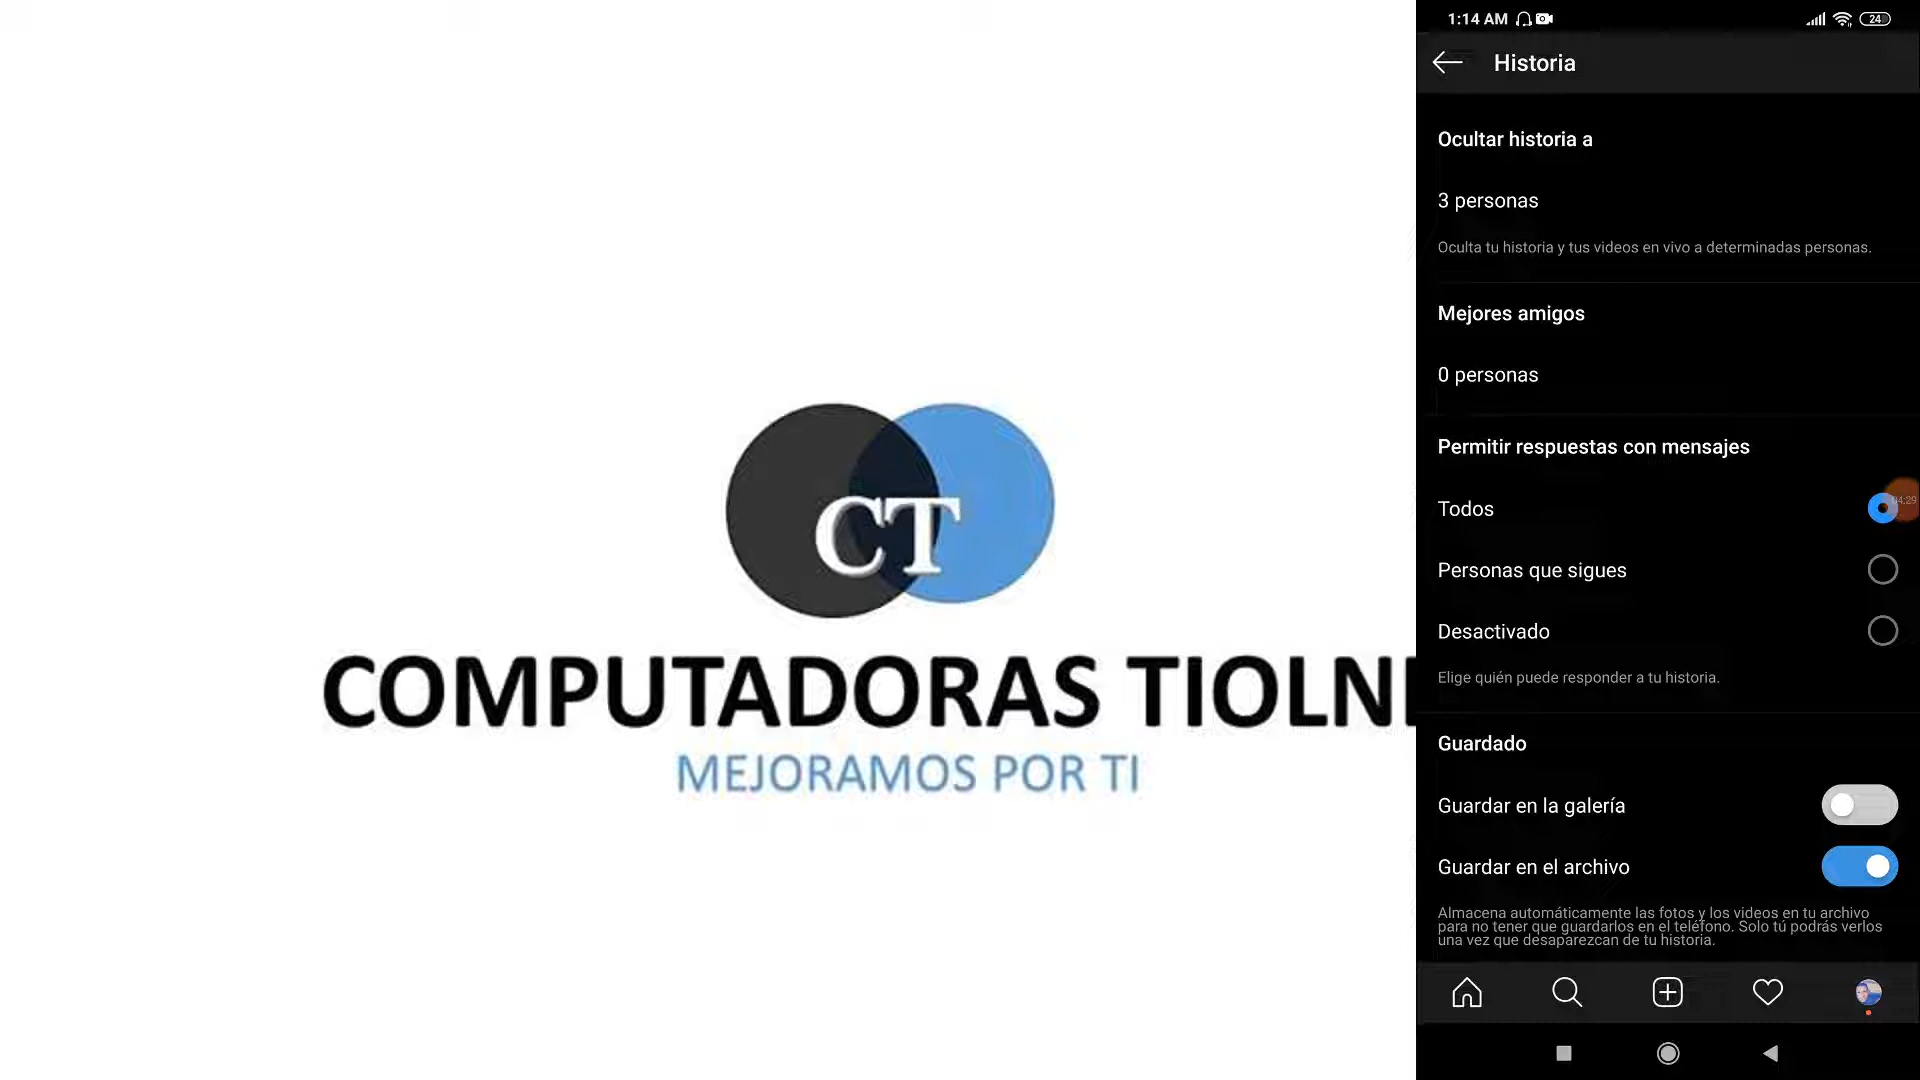 CT
COMPUTADORAS TIOLNI
MEJORAMOS POR TI
1:14 AM
24
Historia
Ocultar historia a
3 personas
Oculta tu historia y tus videos en vivo a determinadas personas.
Mejores amigos
0 personas
Permitir respuestas con mensajes
Todos
04:29
Personas que sigues
Desactivado
Elige quién puede responder a tu historia.
Guardado
Guardar en la galería
Guardar en el archivo
Almacena automáticamente las fotos y los videos en tu archivo
para no tener que guardarlos en el teléfono. Solo tú podrás verlos
una vez que desaparezcan de tu historia.